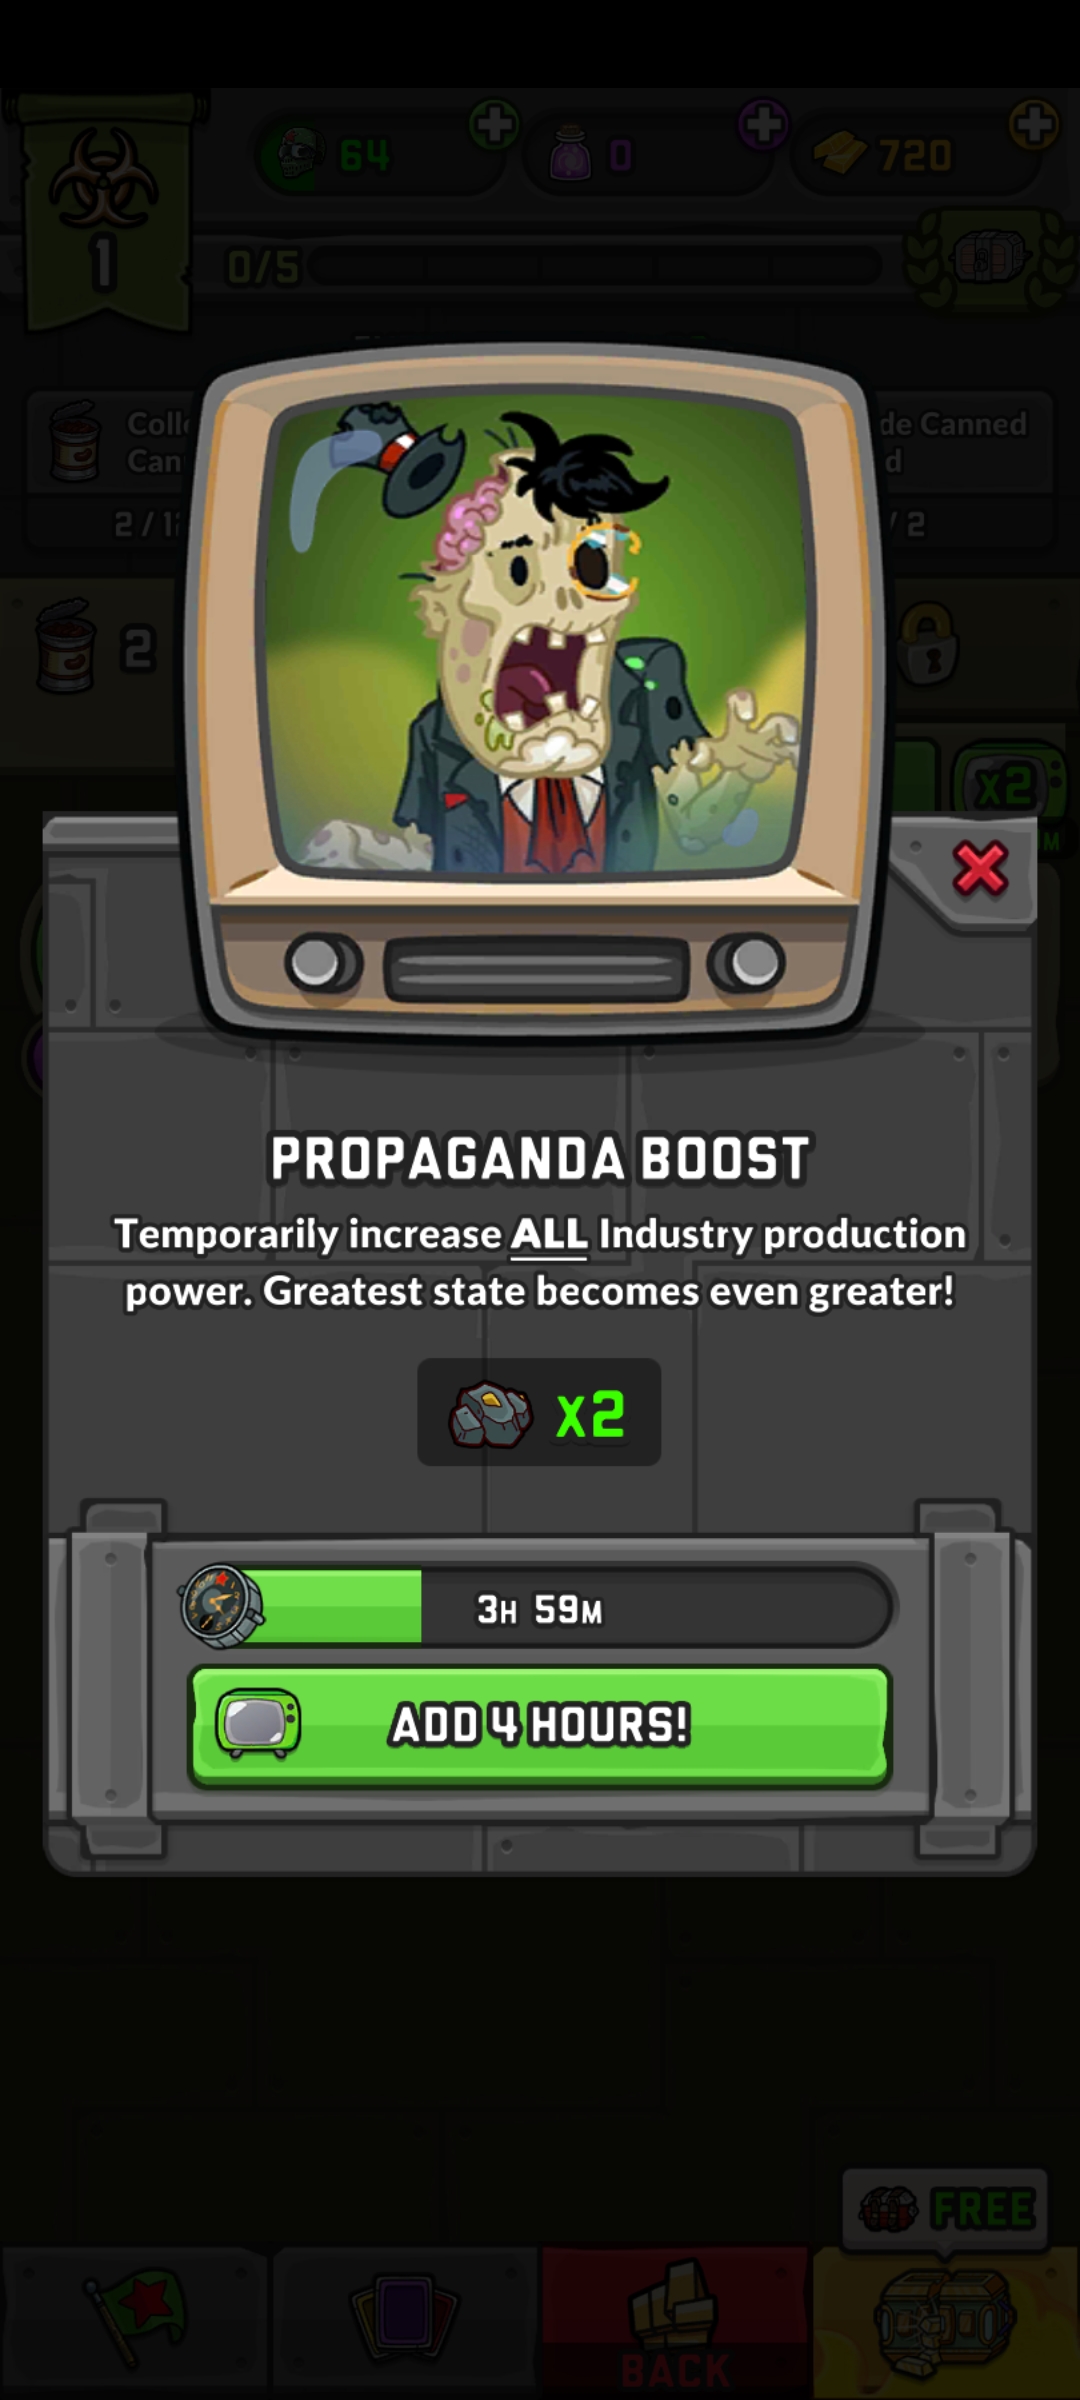 64
0
720
1
0/5
Colle
Can
de Canned
d
2 / 1
/ 2
2
x2
M
PROPAGANDA BOOST
Temporarily increase ALL Industry production
power. Greatest state becomes even greater!
x2
3H 59M
ADD 4 HOURS!
FREE
BACK